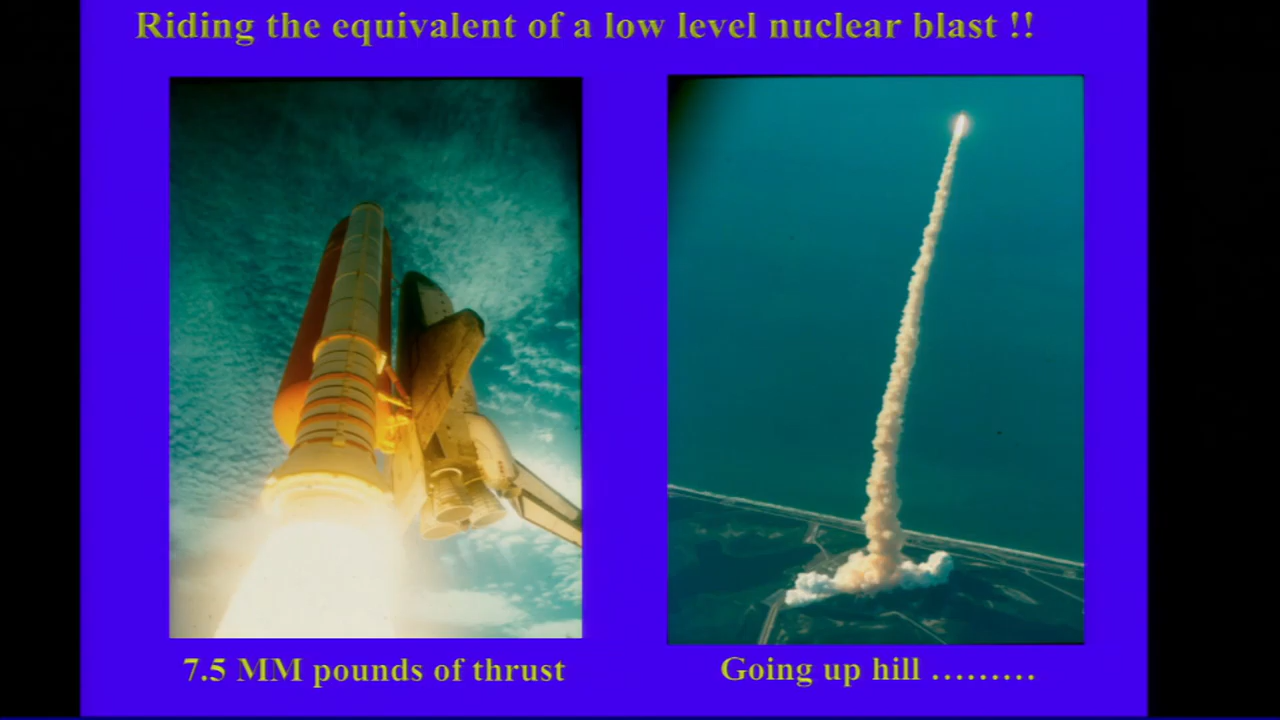 Riding the equivalent of a low level nuclear blast !!
7.5 MM pounds of thrust
Going up hill .........